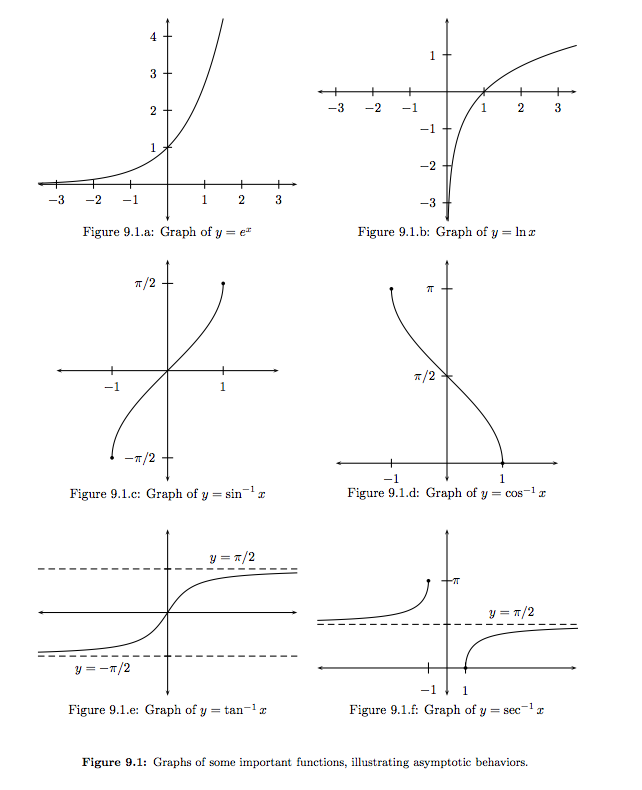 4
3
2
1
−3 −2 −1 1 2 3
Figure 9.1.a: Graph of y = eˣ
1
−3 −2 −1 1 2 3
−1
−2
−3
Figure 9.1.b: Graph of y = ln x
π/2
−1 1
−π/2
Figure 9.1.c: Graph of y = sin⁻¹ x
π
π/2
−1 1
Figure 9.1.d: Graph of y = cos⁻¹ x
y = π/2
y = −π/2
Figure 9.1.e: Graph of y = tan⁻¹ x
π
y = π/2
−1 1
Figure 9.1.f: Graph of y = sec⁻¹ x
Figure 9.1: Graphs of some important functions, illustrating asymptotic behaviors.